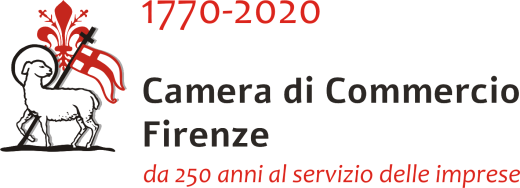 1770-2020
Camera di Commercio
Firenze
da 250 anni al servizio delle imprese